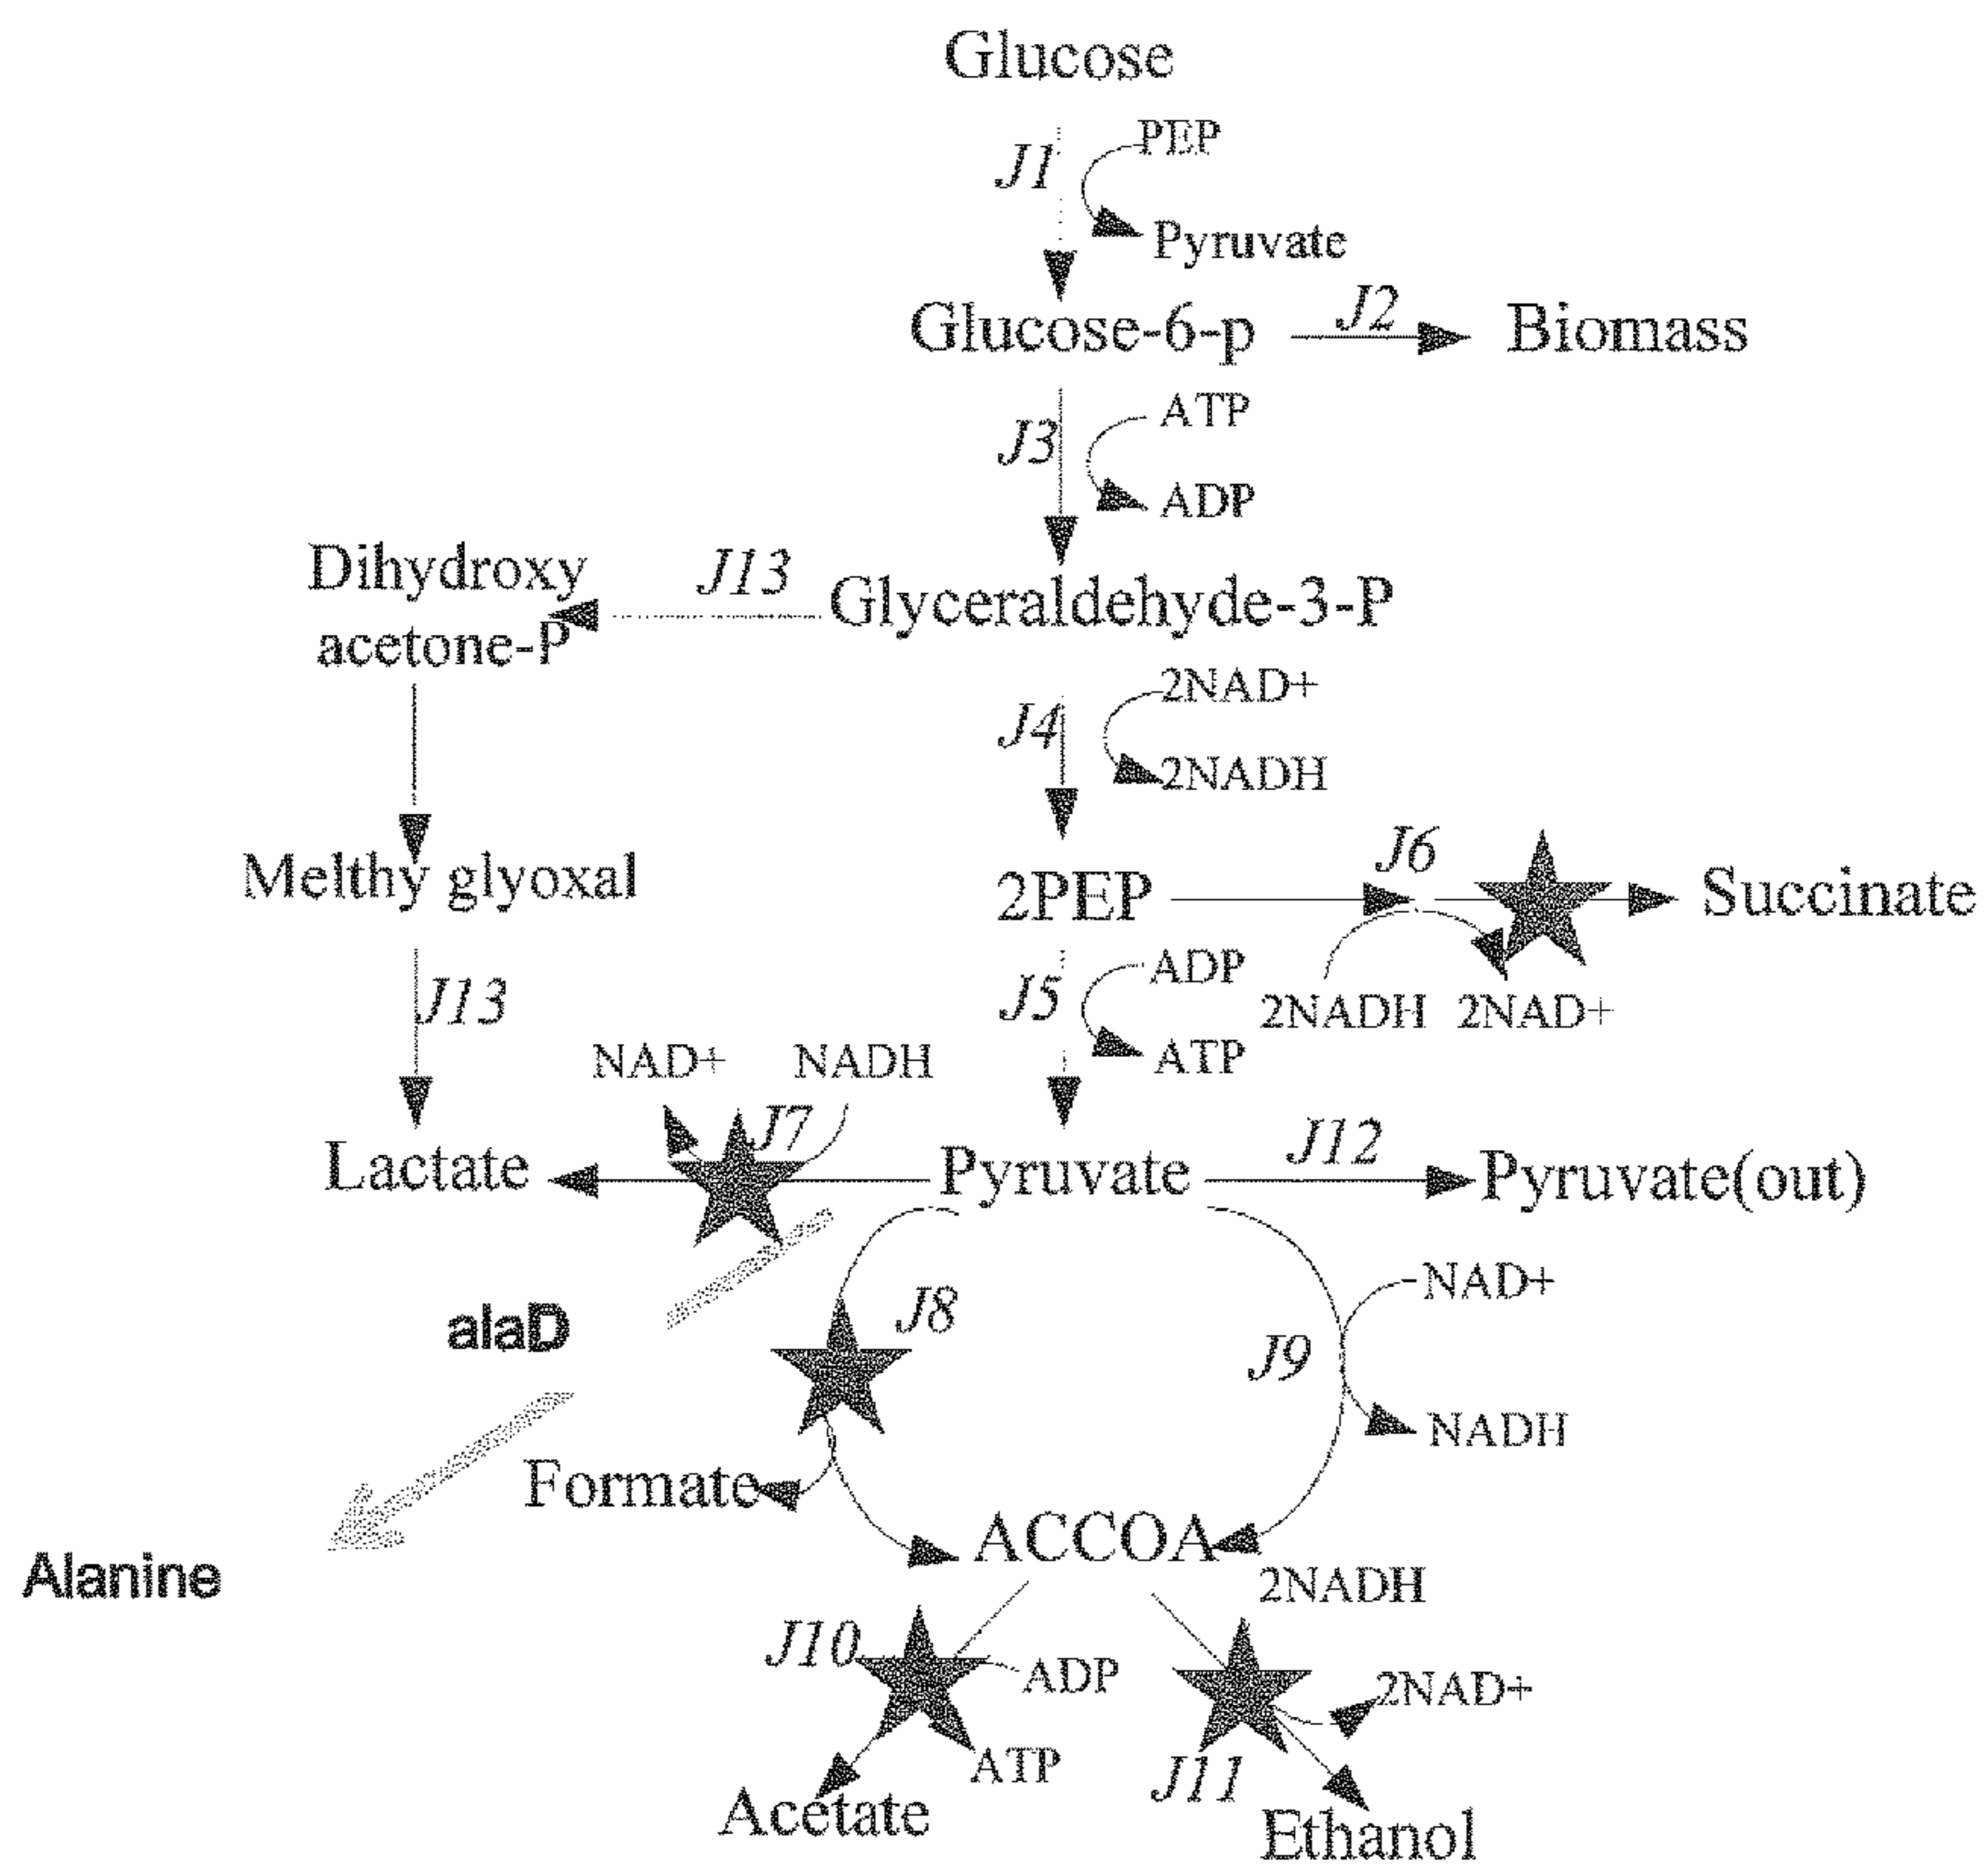 Glucose
PEP
J1
Pyruvate
Glucose-6-p
J2
Biomass
ATP
J3
ADP
Dihydroxy
acetone-P
J13
Glyceraldehyde-3-P
2NAD+
J4
2NADH
Melthy glyoxal
2PEP
J6
Succinate
J13
J5
ADP
2NADH
2NAD+
ATP
NAD+
NADH
J7
Lactate
Pyruvate
J12
Pyruvate(out)
alaD
J8
NAD+
J9
NADH
Formate
Alanine
ACCOA
2NADH
J10
ADP
2NAD+
ATP
J11
Acetate
Ethanol